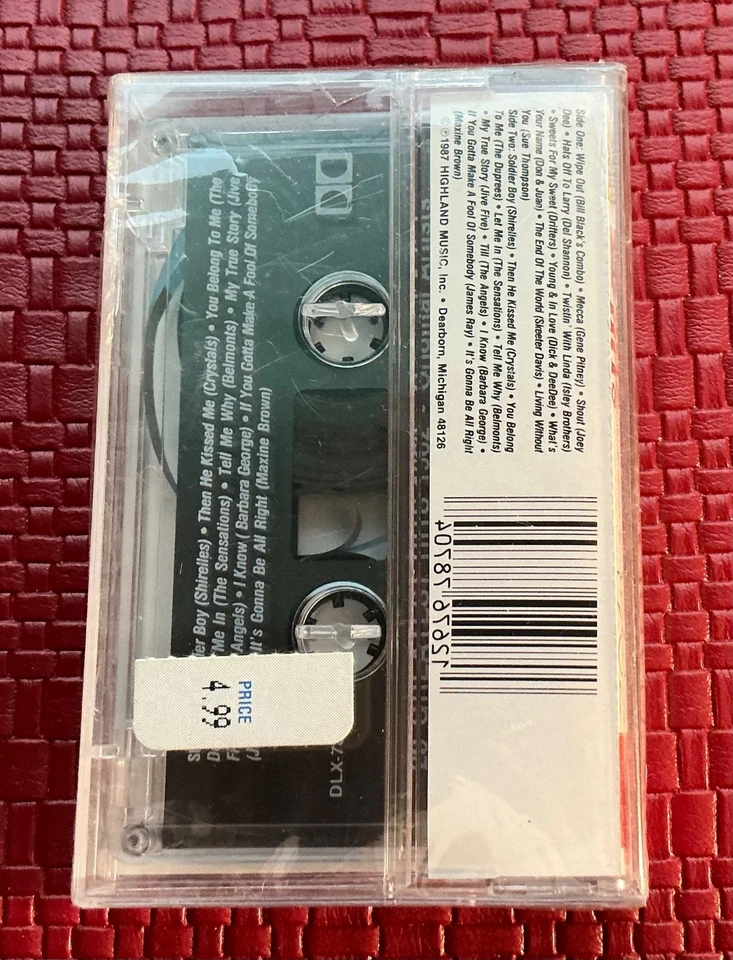 Side One: Wipe Out (Bill Black's Combo) • Mecca (Gene Pitney) • Shout (Joey
Dee) • Hats Off To Larry (Del Shannon) • Twistin' With Linda (Isley Brothers)
• Sweets For My Sweet (Drifters) • Young & In Love (Dick & DeeDee) • What's
Your Name (Don & Juan) • The End Of The World (Skeeter Davis) • Living Without
You (Sue Thompson)
Side Two: Soldier Boy (Shirelles) • Then He Kissed Me (Crystals) • You Belong
To Me (The Duprees) • Let Me In (The Sensations) • Tell Me Why (Belmonts)
• My True Story (Jive Five) • Till (The Angels) • I Know (Barbara George) •
If You Gotta Make A Fool Of Somebody (James Ray) • It's Gonna Be All Right
(Maxine Brown)
©℗1987 HIGHLAND MUSIC, Inc. • Dearborn, Michigan 48126
12676 78704
Boy (Shirelles) • Then He Kissed Me (Crystals) • You Belong To Me (The
Me In (The Sensations) • Tell Me Why (Belmonts) • My True Story (Jive
Angels) • I Know ( Barbara George) • If You Gotta Make A Fool Of Somebody
It's Gonna Be All Right (Maxine Brown)
DLX-7
PRICE
4.99